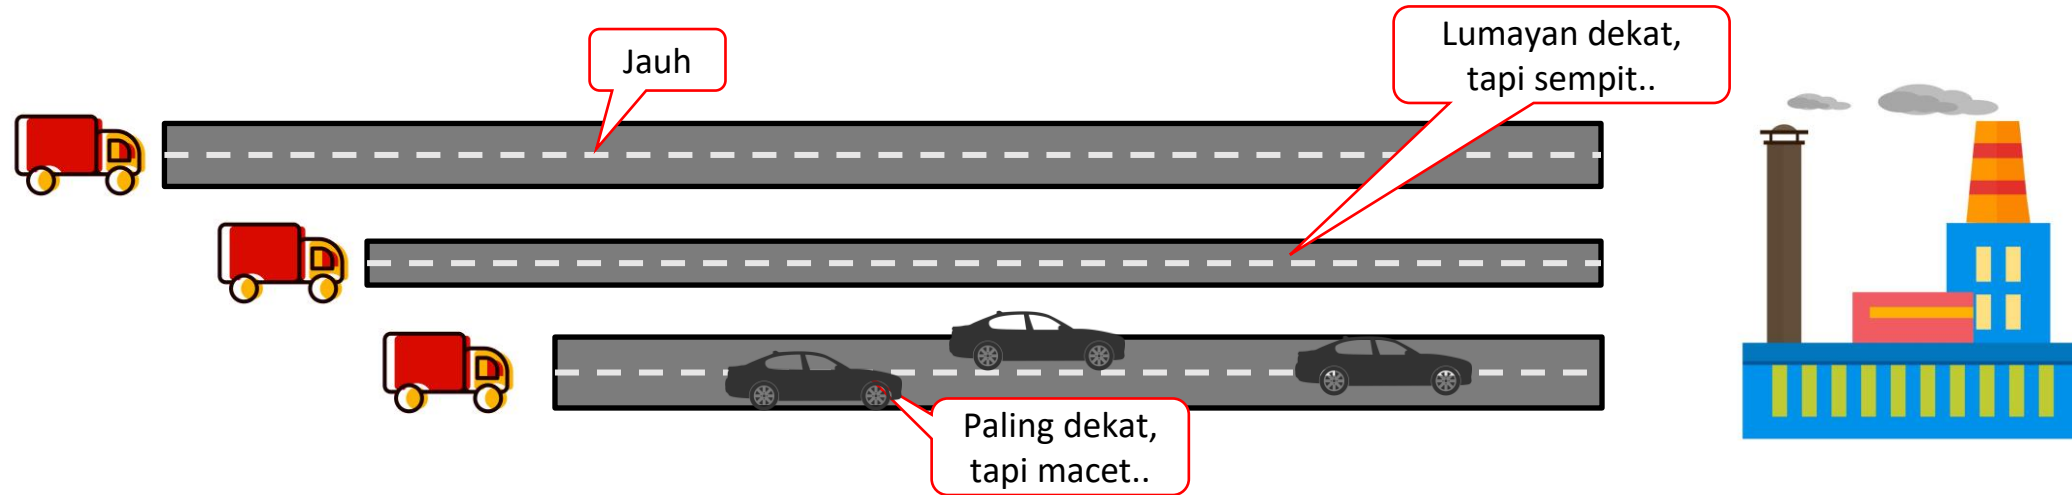 Jauh
Lumayan dekat,
tapi sempit..
Paling dekat,
tapi macet..